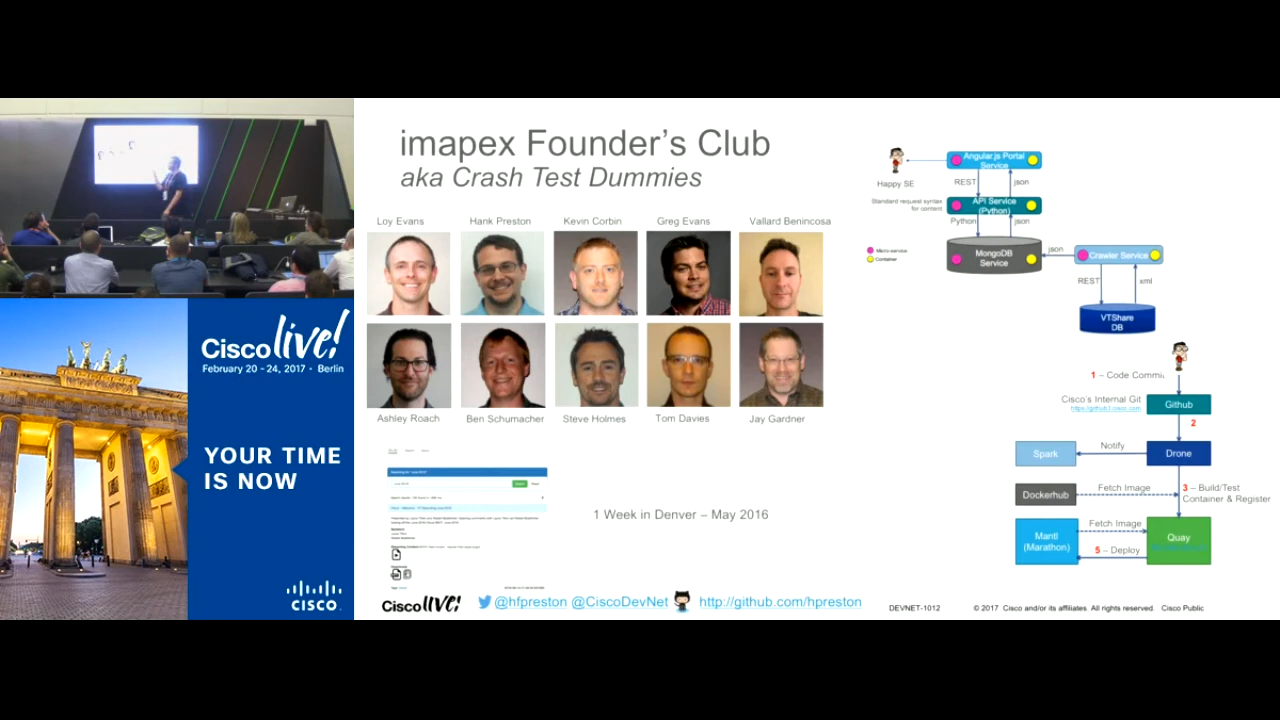 Cisco live!
February 20 - 24, 2017 • Berlin
YOUR TIME
IS NOW
CISCO
imapex Founder's Club
aka Crash Test Dummies
Loy Evans
Hank Preston
Kevin Corbin
Greg Evans
Vallard Benincosa
Ashley Roach
Ben Schumacher
Steve Holmes
Tom Davies
Jay Gardner
1 Week in Denver – May 2016
Happy SE
Angular.js Portal
Service
REST
json
Standard request syntax
for content
API Service
(Python)
Python
json
Micro-service
Container
MongoDB
Service
json
Crawler Service
REST
xml
VTShare
DB
1 – Code Commit
Cisco's Internal Git
https://github3.cisco.com
Github
2
Spark
Notify
Drone
Dockerhub
Fetch Image
3 – Build/Test
Container & Register
Mantl
(Marathon)
Fetch Image
5 – Deploy
Quay
Cisco live!
@hfpreston @CiscoDevNet
http://github.com/hpreston
DEVNET-1012
© 2017 Cisco and/or its affiliates. All rights reserved. Cisco Public